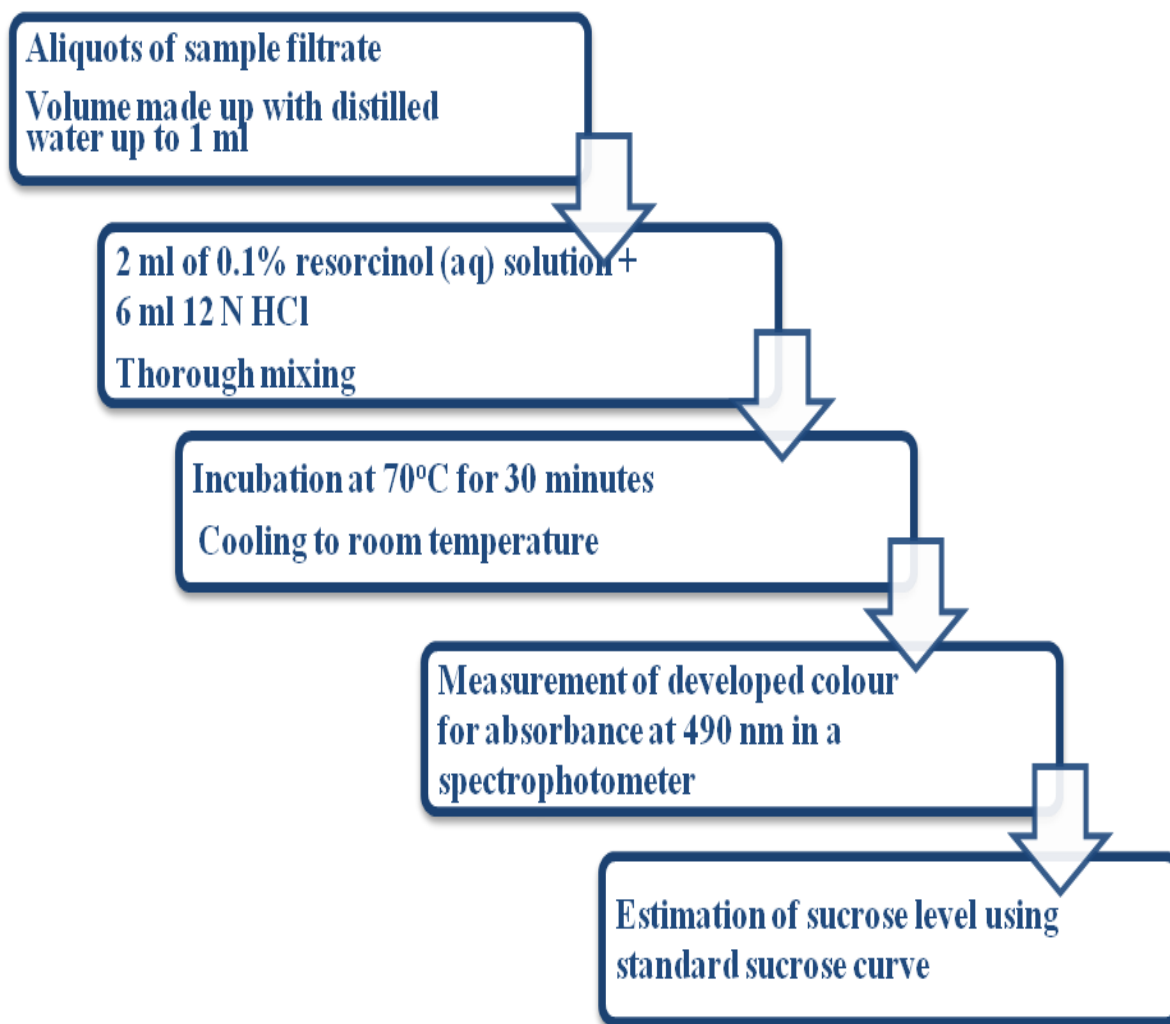 Aliquots of sample filtrate
Volume made up with distilled
water up to 1 ml
2 ml of 0.1% resorcinol (aq) solution +
6 ml 12 N HCl
Thorough mixing
Incubation at 70°C for 30 minutes
Cooling to room temperature
Measurement of developed colour
for absorbance at 490 nm in a
spectrophotometer
Estimation of sucrose level using
standard sucrose curve